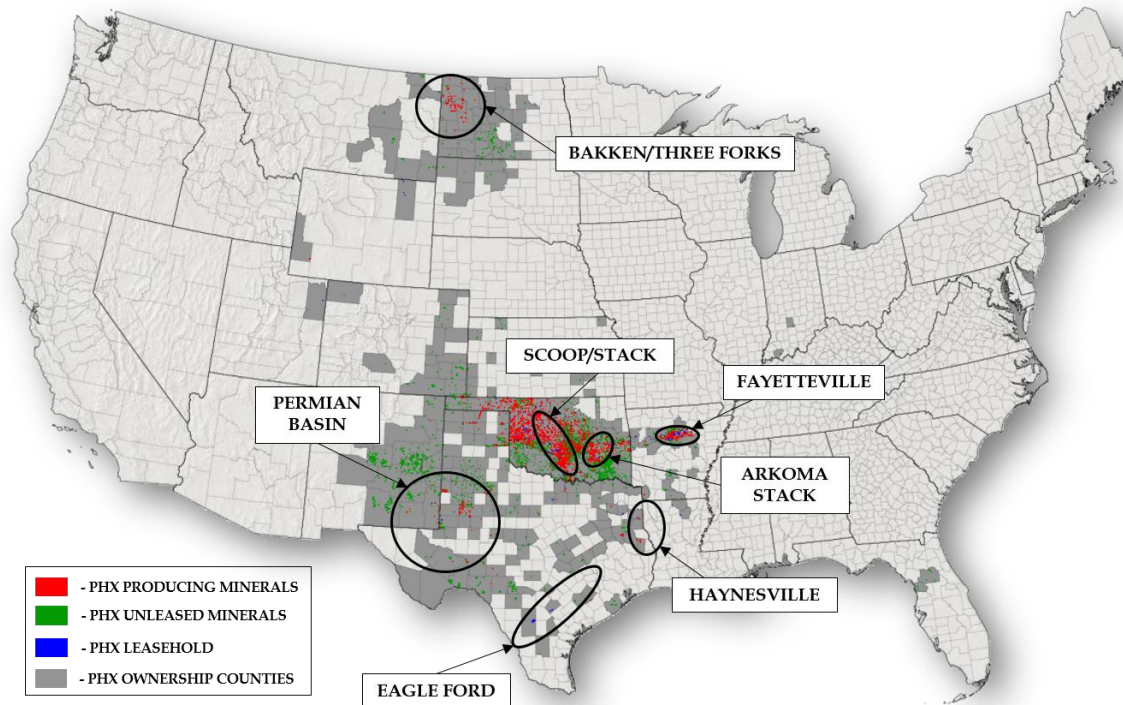 BAKKEN/THREE FORKS
SCOOP/STACK
FAYETTEVILLE
PERMIAN
BASIN
ARKOMA
STACK
HAYNESVILLE
EAGLE FORD
- PHX PRODUCING MINERALS
- PHX UNLEASED MINERALS
- PHX LEASEHOLD
- PHX OWNERSHIP COUNTIES